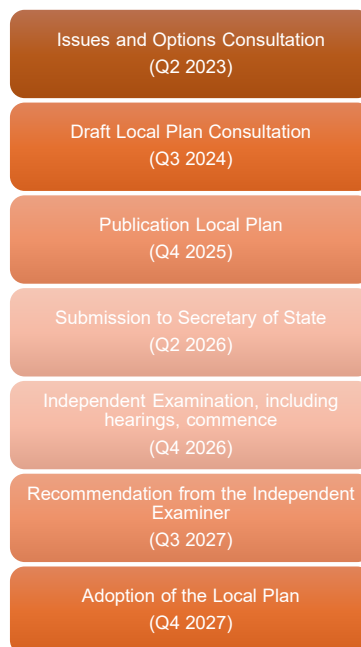 Issues and Options Consultation
(Q2 2023)
Draft Local Plan Consultation
(Q3 2024)
Publication Local Plan
(Q4 2025)
Submission to Secretary of State
(Q2 2026)
Independent Examination, including
hearings, commence
(Q4 2026)
Recommendation from the Independent
Examiner
(Q3 2027)
Adoption of the Local Plan
(Q4 2027)